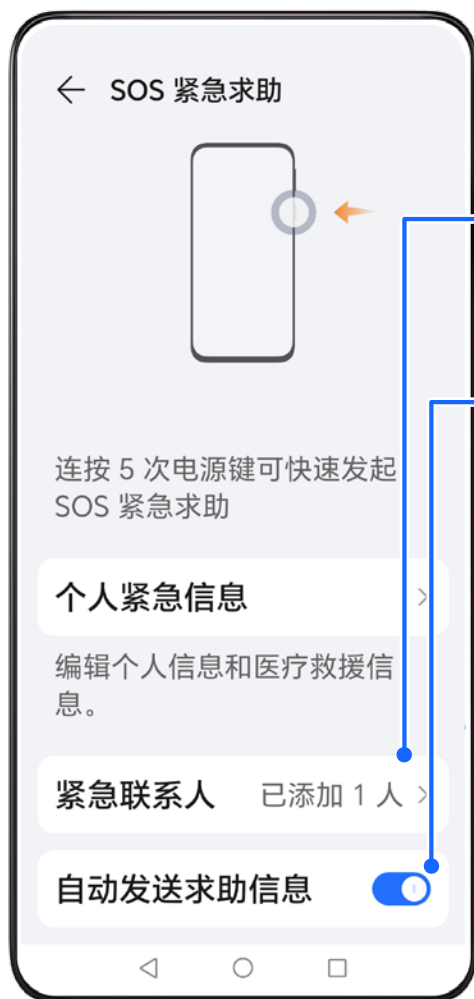 SOS 紧急求助
连按 5 次电源键可快速发起
SOS 紧急求助
个人紧急信息
编辑个人信息和医疗救援信
息。
紧急联系人 已添加 1 人
自动发送求助信息